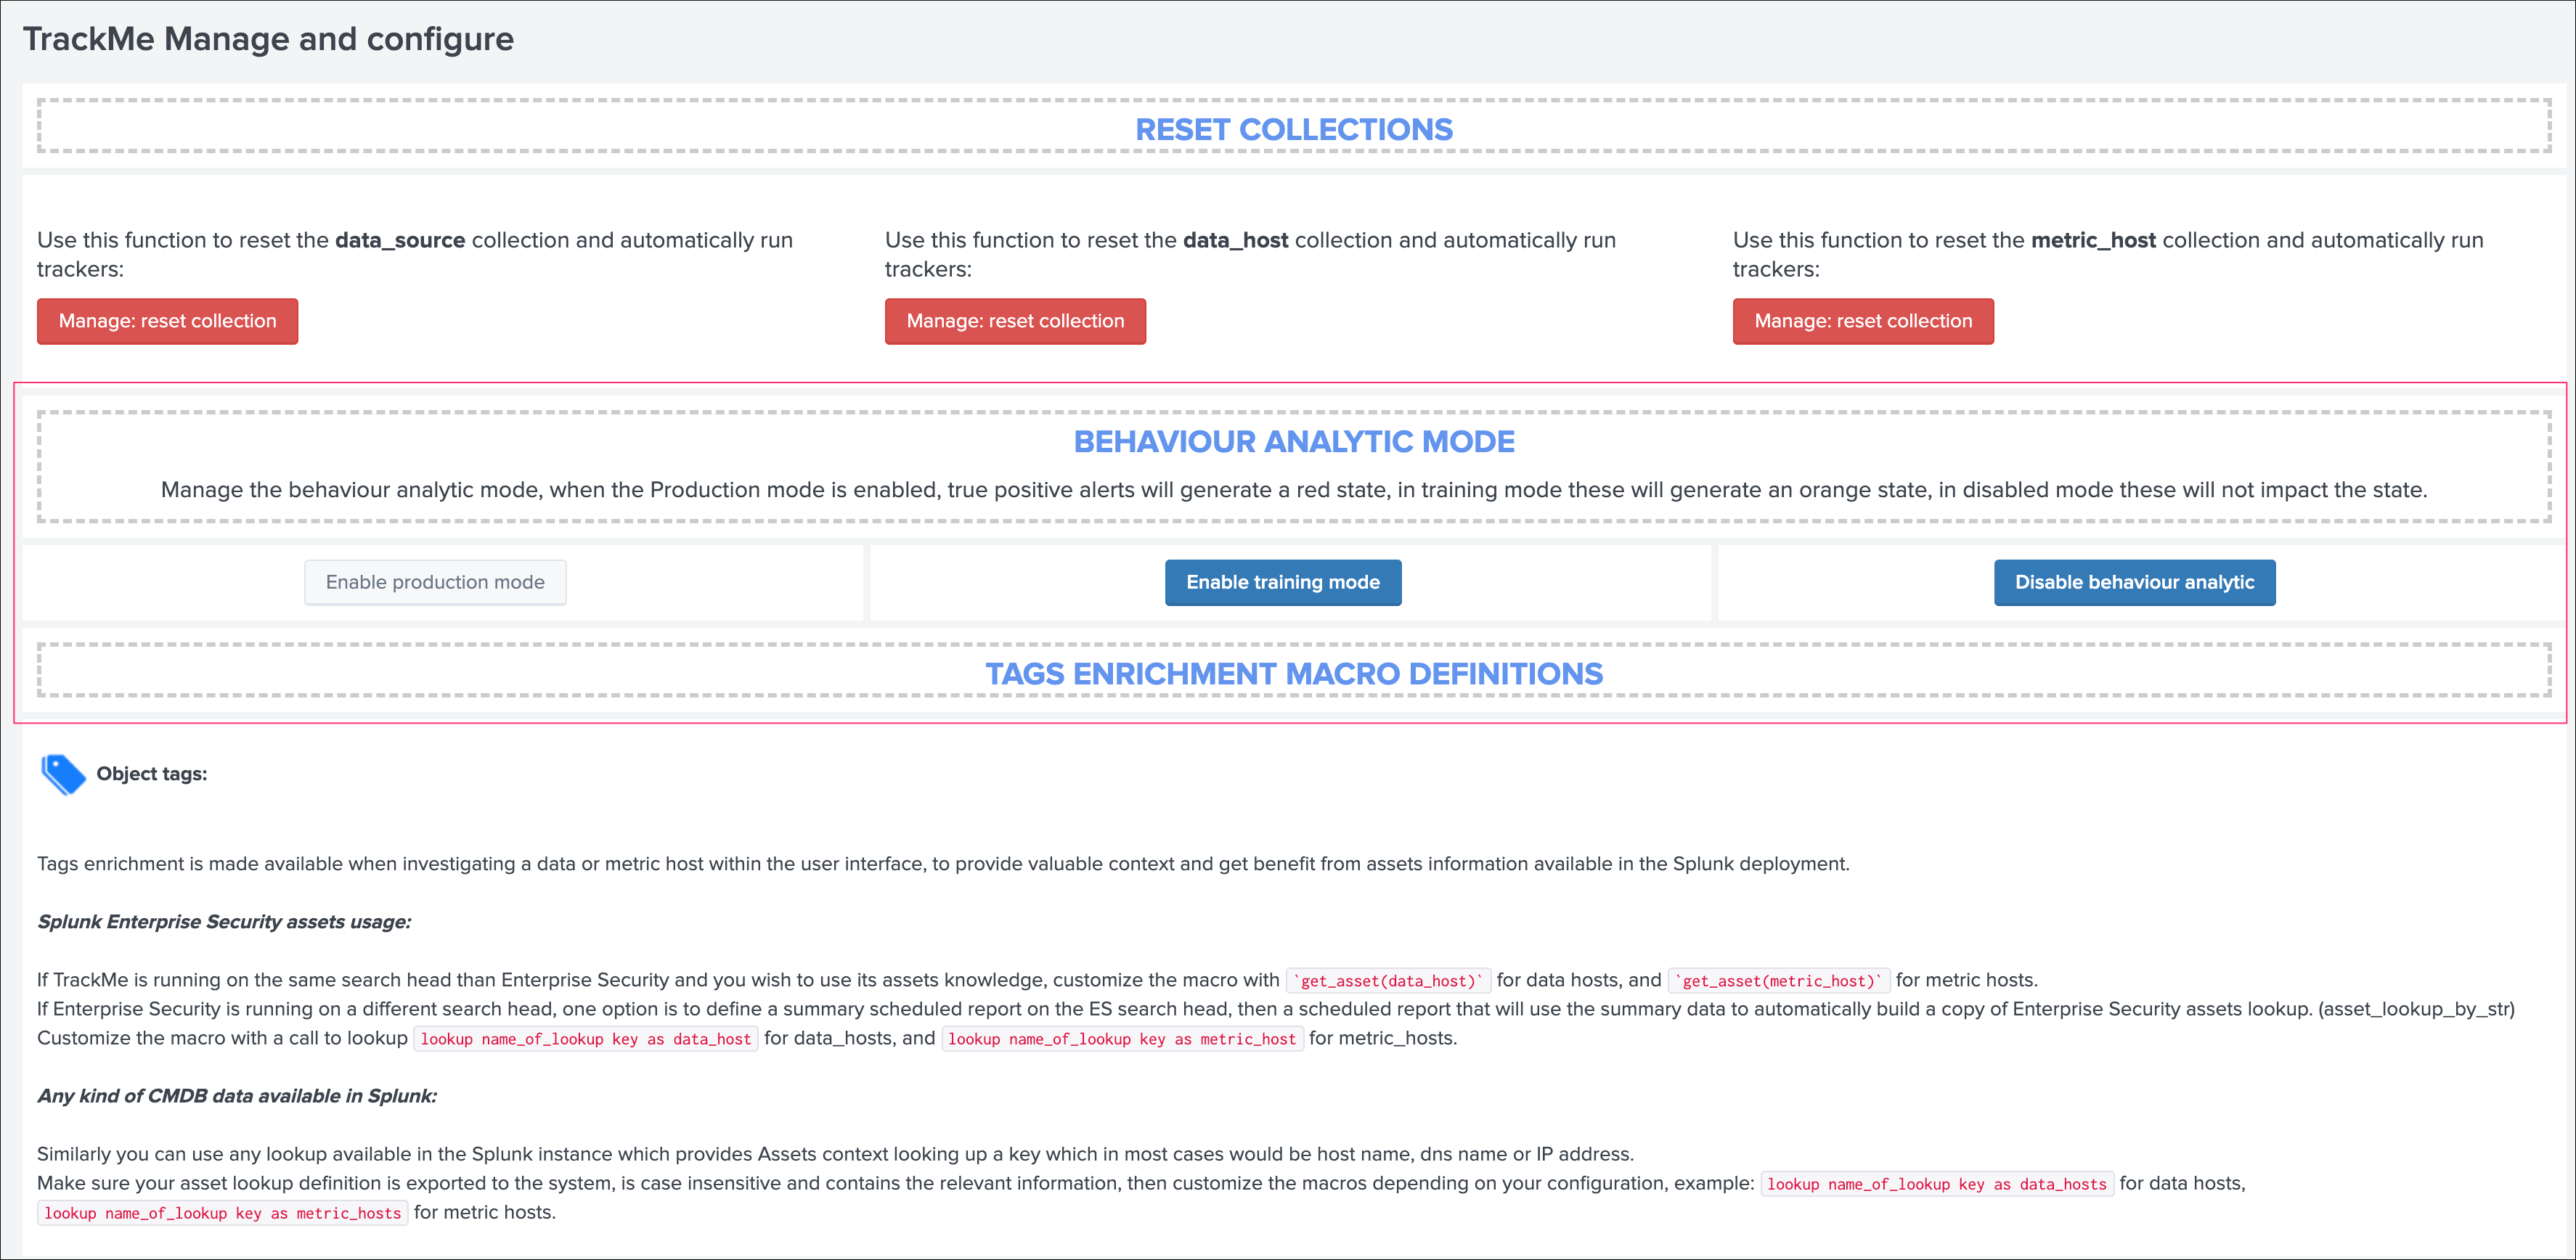 TrackMe Manage and configure
RESET COLLECTIONS
Use this function to reset the data_source collection and automatically run
trackers:
Manage: reset collection
Use this function to reset the data_host collection and automatically run
trackers:
Manage: reset collection
Use this function to reset the metric_host collection and automatically run
trackers:
Manage: reset collection
BEHAVIOUR ANALYTIC MODE
Manage the behaviour analytic mode, when the Production mode is enabled, true positive alerts will generate a red state, in training mode these will generate an orange state, in disabled mode these will not impact the state.
Enable production mode
Enable training mode
Disable behaviour analytic
TAGS ENRICHMENT MACRO DEFINITIONS
Object tags:
Tags enrichment is made available when investigating a data or metric host within the user interface, to provide valuable context and get benefit from assets information available in the Splunk deployment.
Splunk Enterprise Security assets usage:
If TrackMe is running on the same search head than Enterprise Security and you wish to use its assets knowledge, customize the macro with `get_asset(data_host)` for data hosts, and `get_asset(metric_host)` for metric hosts.
If Enterprise Security is running on a different search head, one option is to define a summary scheduled report on the ES search head, then a scheduled report that will use the summary data to automatically build a copy of Enterprise Security assets lookup. (asset_lookup_by_str)
Customize the macro with a call to lookup lookup name_of_lookup key as data_host for data_hosts, and lookup name_of_lookup key as metric_host for metric_hosts.
Any kind of CMDB data available in Splunk:
Similarly you can use any lookup available in the Splunk instance which provides Assets context looking up a key which in most cases would be host name, dns name or IP address.
Make sure your asset lookup definition is exported to the system, is case insensitive and contains the relevant information, then customize the macros depending on your configuration, example: lookup name_of_lookup key as data_hosts for data hosts,
lookup name_of_lookup key as metric_hosts for metric hosts.